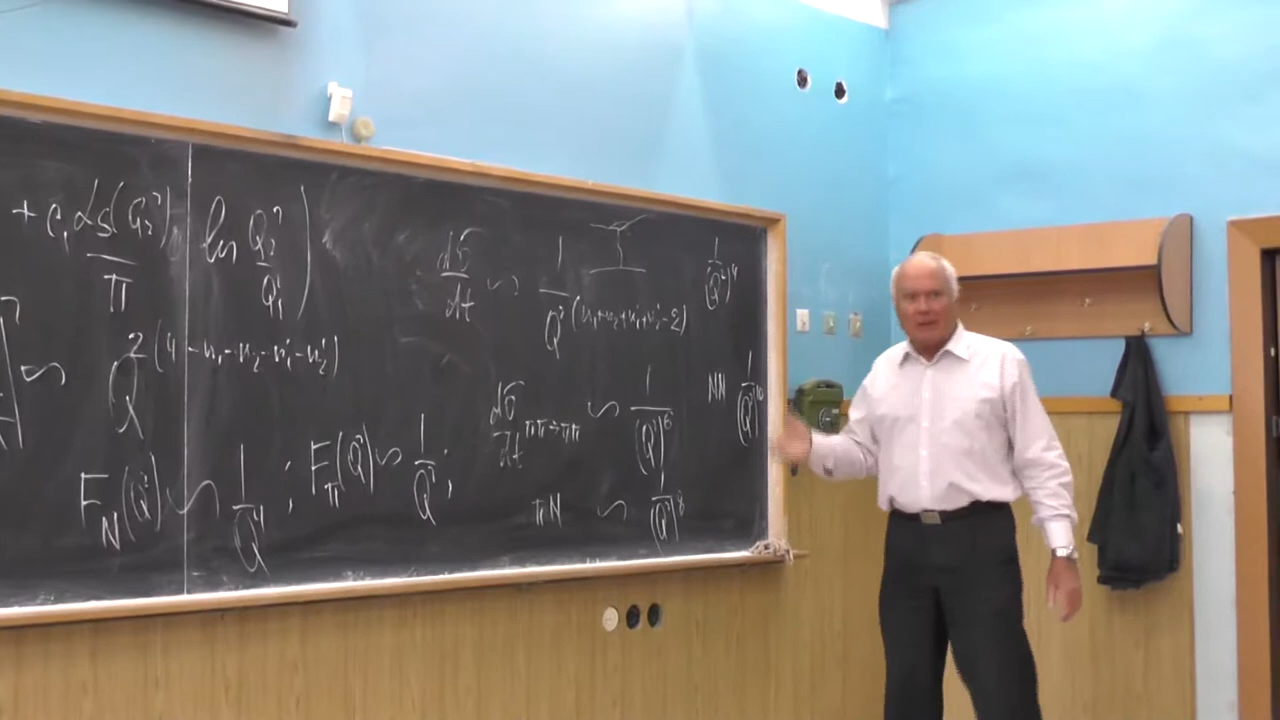 + c₁ αs(Q₂²)/π ln Q₂²/Q₁² )
dσ/dt ~ 1/Q²(n₁+n₂+n₁'+n₂'-2)
1/(Q²)⁴
~ Q²(4-n₁-n₂-n₁'-n₂')
dσ/dt ππ→ππ ~ 1/(Q²)⁶
NN 1/(Q²)¹⁰
F_N(Q²) ~ 1/Q⁴ ; F_π(Q²) ~ 1/Q² ;
πN ~ 1/(Q²)⁸